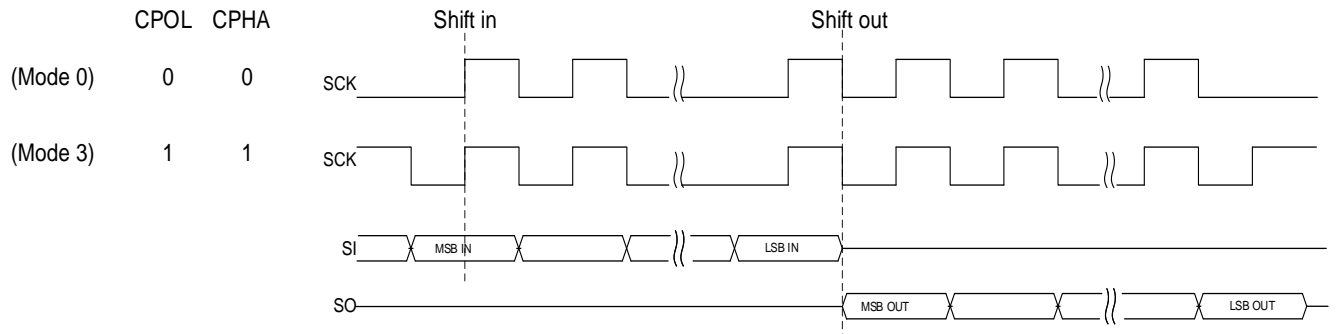 CPOL CPHA Shift in Shift out
(Mode 0) 0 0 SCK
(Mode 3) 1 1 SCK
SI MSB IN LSB IN
SO MSB OUT LSB OUT